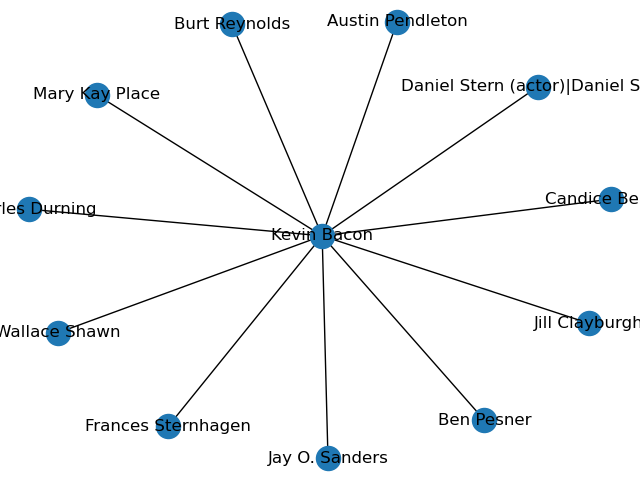 Burt Reynolds
Austin Pendleton
Mary Kay Place
Daniel Stern (actor)|Daniel S
rles Durning
Candice Be
Kevin Bacon
Wallace Shawn
Jill Clayburgh
Frances Sternhagen
Ben Pesner
Jay O. Sanders